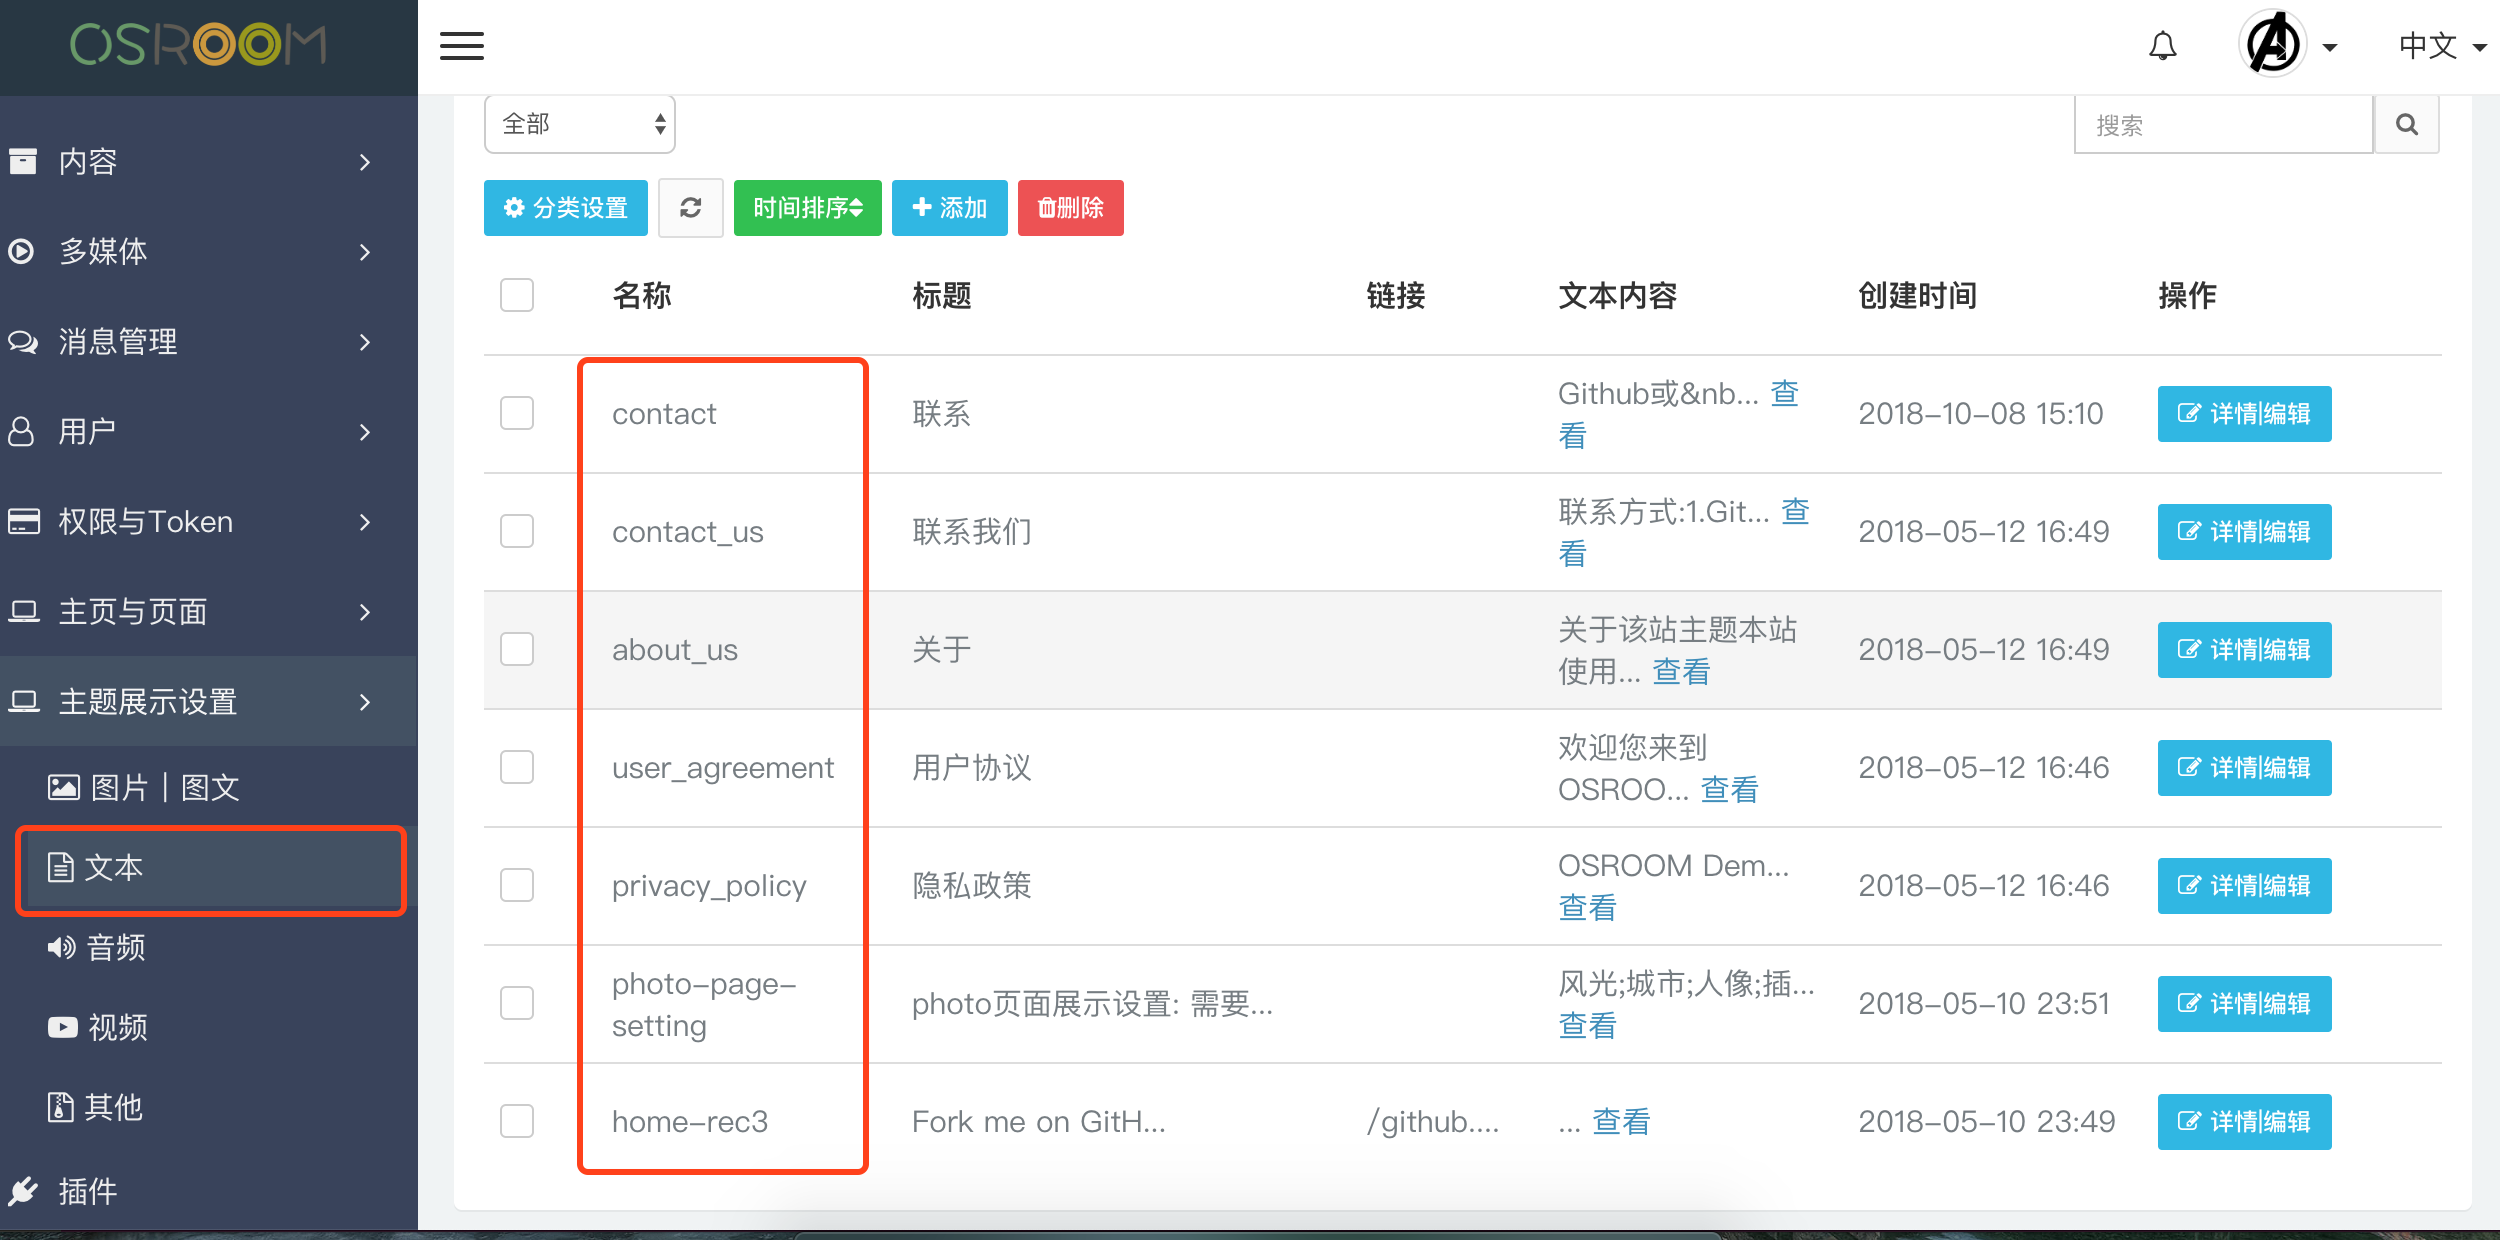 OSROOM
中文
内容
多媒体
消息管理
用户
权限与Token
主页与页面
主题展示设置
图片 | 图文
文本
音频
视频
其他
插件
全部
搜索
分类设置
时间排序
添加
删除
名称 标题 链接 文本内容 创建时间 操作
contact 联系 Github或&nb... 查看 2018-10-08 15:10 详情|编辑
contact_us 联系我们 联系方式:1.Git... 查看 2018-05-12 16:49 详情|编辑
about_us 关于 关于该站主题本站使用... 查看 2018-05-12 16:49 详情|编辑
user_agreement 用户协议 欢迎您来到OSROO... 查看 2018-05-12 16:46 详情|编辑
privacy_policy 隐私政策 OSROOM Dem... 查看 2018-05-12 16:46 详情|编辑
photo-page-setting photo页面展示设置: 需要... 风光;城市;人像;插... 查看 2018-05-10 23:51 详情|编辑
home-rec3 Fork me on GitH... /github.... ... 查看 2018-05-10 23:49 详情|编辑